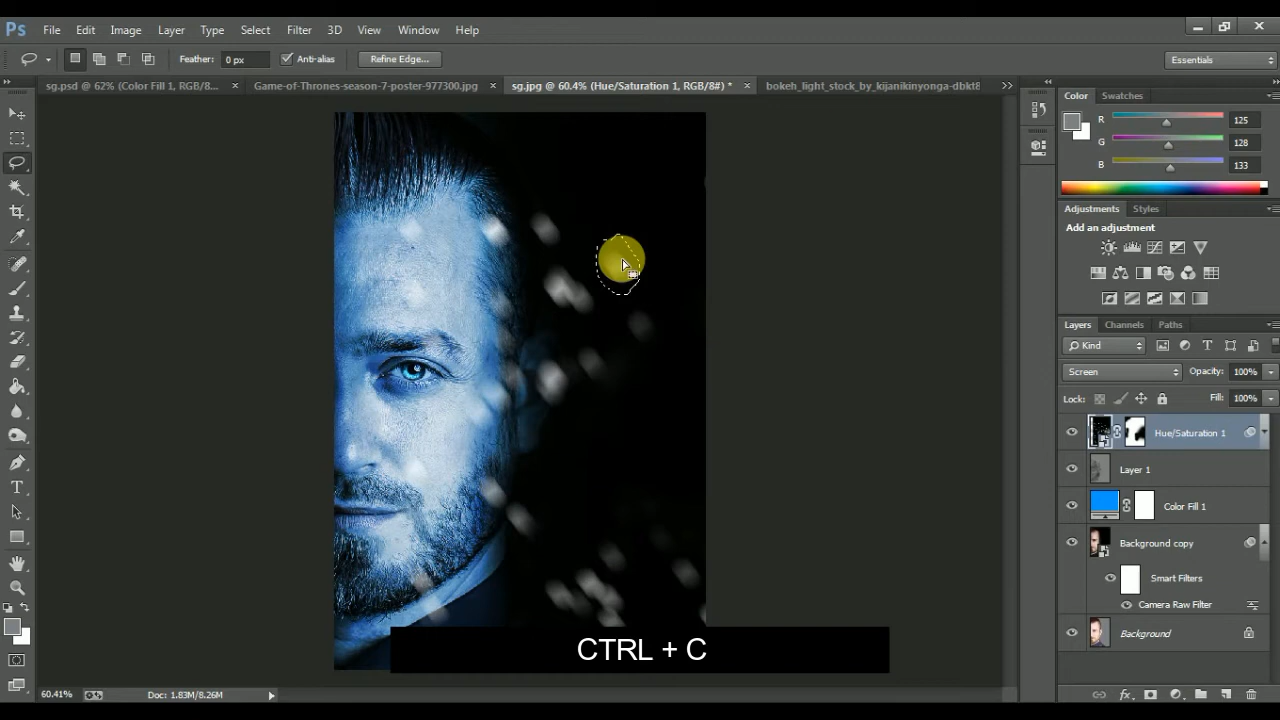 Ps File Edit Image Layer Type Select Filter 3D View Window Help
Feather: 0 px Anti-alias Refine Edge... Essentials
sg.psd @ 62% (Color Fill 1, RGB/8... Game-of-Thrones-season-7-poster-977300.jpg sg.jpg @ 60.4% (Hue/Saturation 1, RGB/8#) * bokeh_light_stock_by_kijanikinyonga-dbkt8
Color Swatches
R 125
G 128
B 133
Adjustments Styles
Add an adjustment
Layers Channels Paths
Kind
Screen Opacity: 100%
Lock: Fill: 100%
Hue/Saturation 1
Layer 1
Color Fill 1
Background copy
Smart Filters
Camera Raw Filter
Background
CTRL + C
60.41% Doc: 1.83M/8.26M